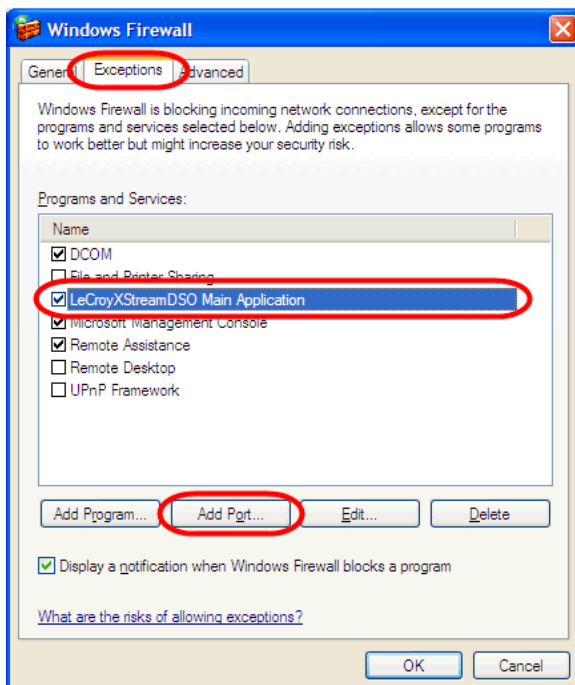 Windows Firewall
General Exceptions Advanced
Windows Firewall is blocking incoming network connections, except for the
programs and services selected below. Adding exceptions allows some programs
to work better but might increase your security risk.
Programs and Services:
Name
DCOM
File and Printer Sharing
LeCroyXStreamDSO Main Application
Microsoft Management Console
Remote Assistance
Remote Desktop
UPnP Framework
Add Program... Add Port... Edit... Delete
Display a notification when Windows Firewall blocks a program
What are the risks of allowing exceptions?
OK Cancel